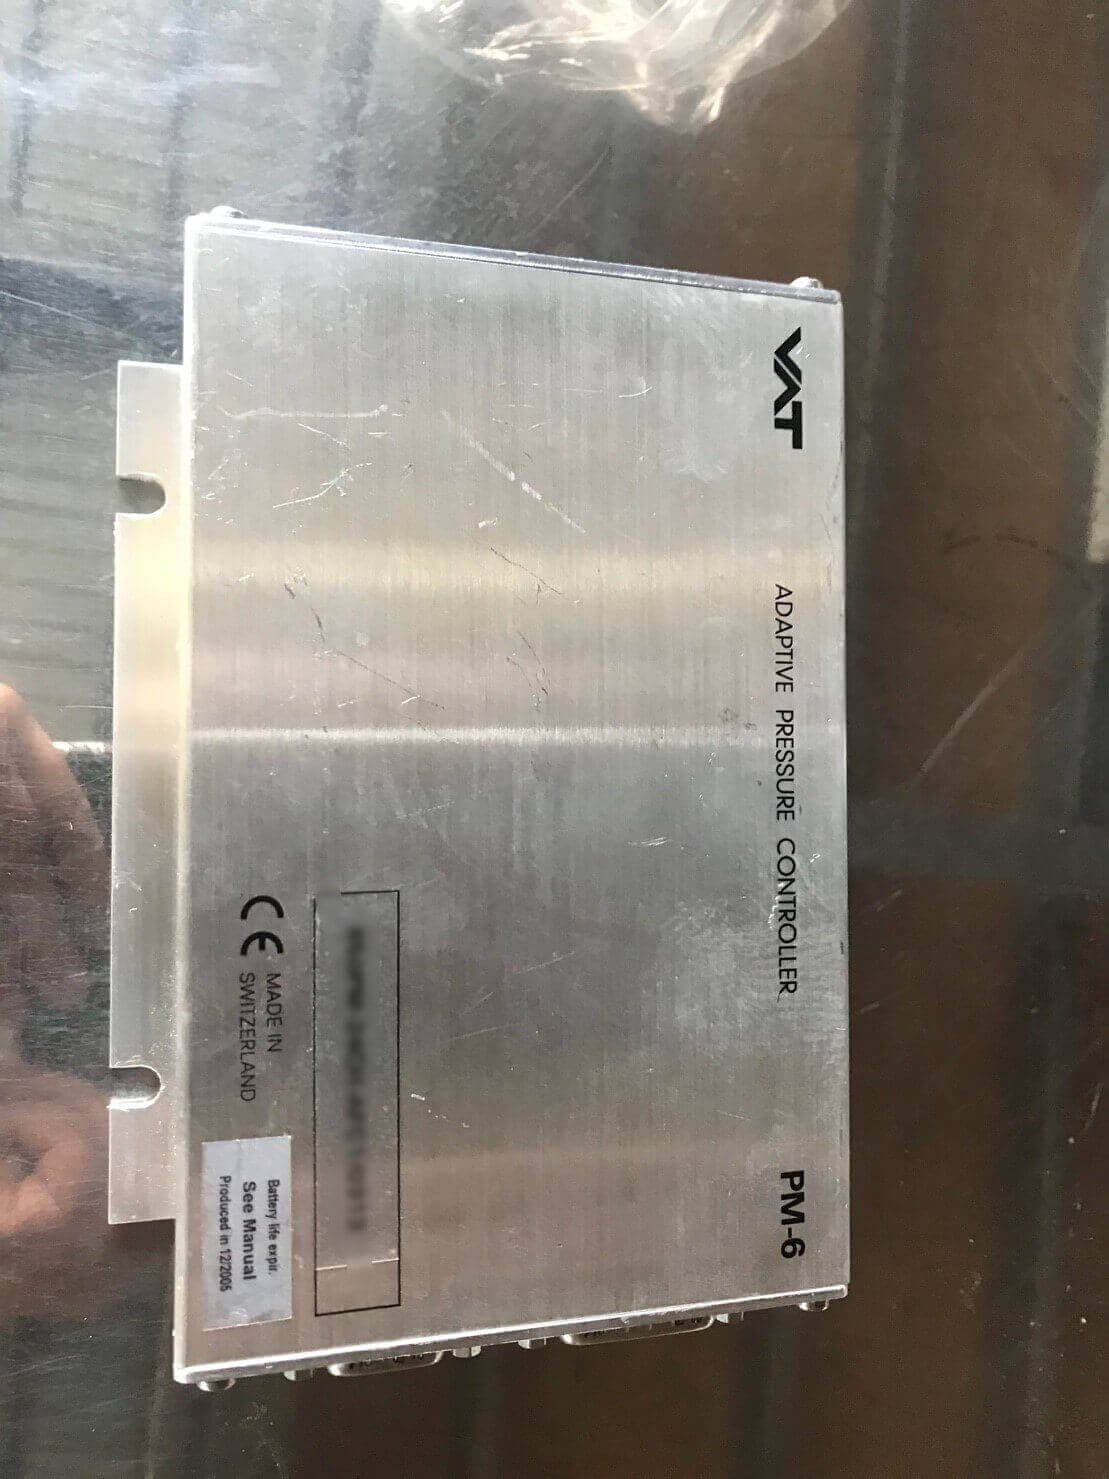 VAT
ADAPTIVE PRESSURE CONTROLLER
PM-6
CE
MADE IN
SWITZERLAND
Battery life expir.
See Manual
Produced in 12/2005